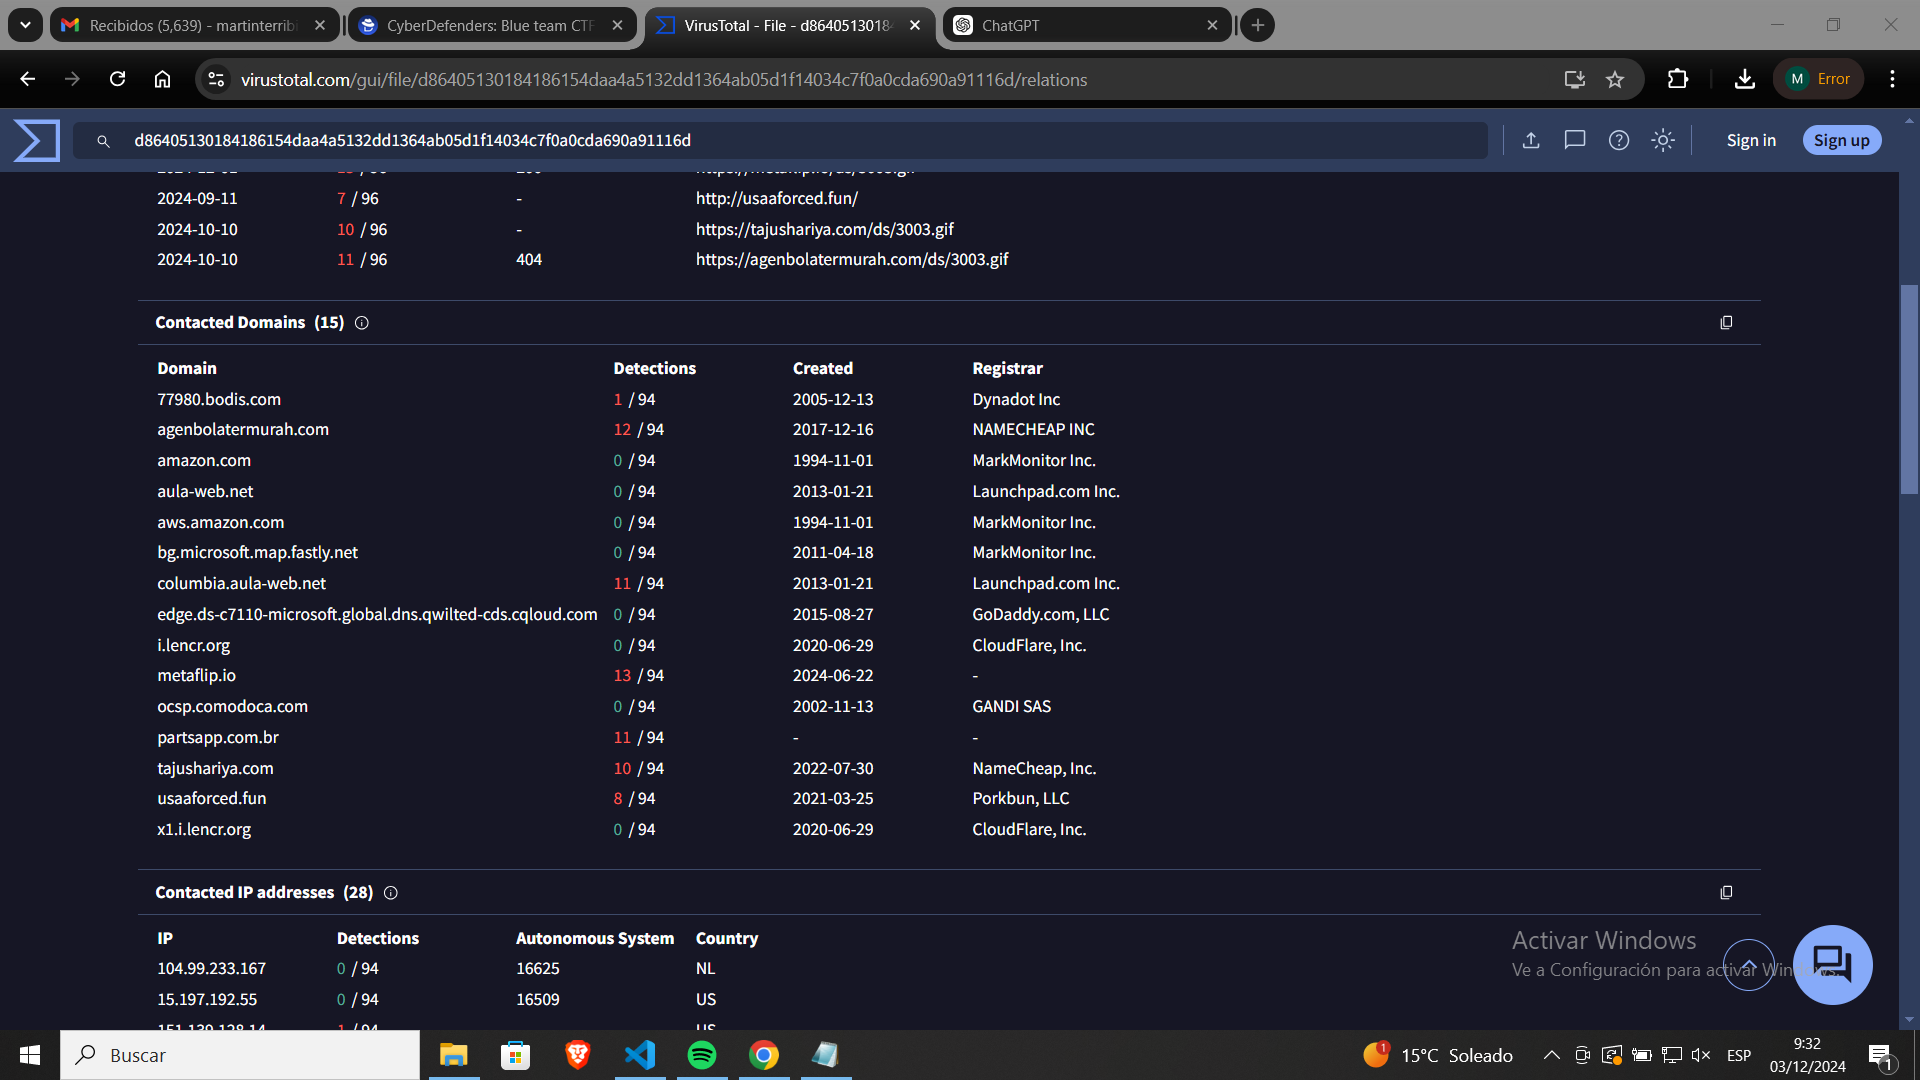 Recibidos (5,639) - martinterribi
CyberDefenders: Blue team CTF
VirusTotal - File - d86405130184
ChatGPT
virustotal.com/gui/file/d86405130184186154daa4a5132dd1364ab05d1f14034c7f0a0cda690a91116d/relations
M Error
d86405130184186154daa4a5132dd1364ab05d1f14034c7f0a0cda690a91116d
Sign in
Sign up
2024-09-11 7 / 96 - http://usaaforced.fun/
2024-10-10 10 / 96 - https://tajushariya.com/ds/3003.gif
2024-10-10 11 / 96 404 https://agenbolatermurah.com/ds/3003.gif
Contacted Domains (15)
Domain Detections Created Registrar
77980.bodis.com 1 / 94 2005-12-13 Dynadot Inc
agenbolatermurah.com 12 / 94 2017-12-16 NAMECHEAP INC
amazon.com 0 / 94 1994-11-01 MarkMonitor Inc.
aula-web.net 0 / 94 2013-01-21 Launchpad.com Inc.
aws.amazon.com 0 / 94 1994-11-01 MarkMonitor Inc.
bg.microsoft.map.fastly.net 0 / 94 2011-04-18 MarkMonitor Inc.
columbia.aula-web.net 11 / 94 2013-01-21 Launchpad.com Inc.
edge.ds-c7110-microsoft.global.dns.qwilted-cds.cqloud.com 0 / 94 2015-08-27 GoDaddy.com, LLC
i.lencr.org 0 / 94 2020-06-29 CloudFlare, Inc.
metaflip.io 13 / 94 2024-06-22 -
ocsp.comodoca.com 0 / 94 2002-11-13 GANDI SAS
partsapp.com.br 11 / 94 - -
tajushariya.com 10 / 94 2022-07-30 NameCheap, Inc.
usaaforced.fun 8 / 94 2021-03-25 Porkbun, LLC
x1.i.lencr.org 0 / 94 2020-06-29 CloudFlare, Inc.
Contacted IP addresses (28)
IP Detections Autonomous System Country
104.99.233.167 0 / 94 16625 NL
15.197.192.55 0 / 94 16509 US
151.139.128.14 1 / 94 US
Activar Windows
Ve a Configuración para activar
Buscar
1
15°C Soleado
ESP
9:32
03/12/2024
1